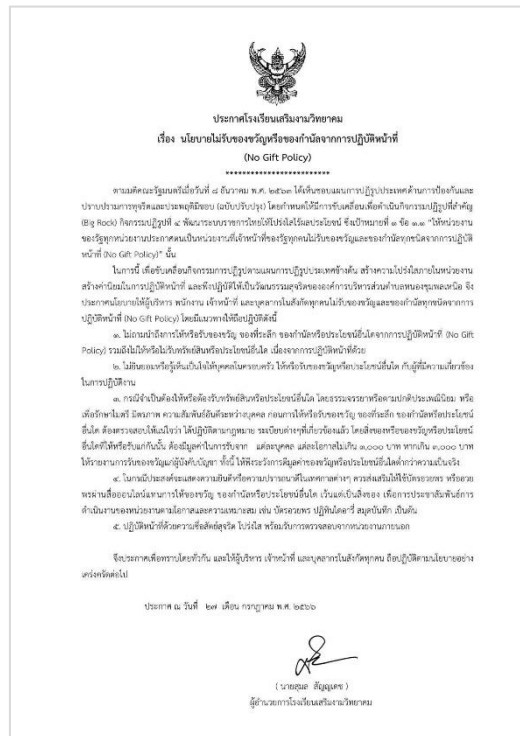 ประกาศโรงเรียนเสริมงามวิทยาคม
เรื่อง นโยบายไม่รับของขวัญหรือของกำนัลจากการปฏิบัติหน้าที่
(No Gift Policy)
*************************
ตามมติคณะรัฐมนตรีเมื่อวันที่ ๘ ธันวาคม พ.ศ. ๒๕๖๓ ได้เห็นชอบแผนการปฏิรูปประเทศด้านการป้องกันและ
ปราบปรามการทุจริตและประพฤติมิชอบ (ฉบับปรับปรุง) โดยกำหนดให้มีการขับเคลื่อนเพื่อดำเนินกิจกรรมปฏิรูปที่สำคัญ
(Big Rock) กิจกรรมปฏิรูปที่ ๔ พัฒนาระบบราชการไทยให้โปร่งใสไร้ผลประโยชน์ ซึ่งเป้าหมายที่ ๑ ข้อ ๑.๑ “ให้หน่วยงาน
ของรัฐทุกหน่วยงานประกาศตนเป็นหน่วยงานที่เจ้าหน้าที่ของรัฐทุกคนไม่รับของขวัญและของกำนัลทุกชนิดจากการปฏิบัติ
หน้าที่ (No Gift Policy)” นั้น
ในการนี้ เพื่อขับเคลื่อนกิจกรรมการปฏิรูปตามแผนการปฏิรูปประเทศข้างต้น สร้างความโปร่งใสภายในหน่วยงาน
สร้างค่านิยมในการปฏิบัติหน้าที่ และพึงปฏิบัติให้เป็นวัฒนธรรมสุจริตขององค์การบริหารส่วนตำบลหนองชุมพลเหนือ จึง
ประกาศนโยบายให้ผู้บริหาร พนักงาน เจ้าหน้าที่ และบุคลากรในสังกัดทุกคนไม่รับของขวัญและของกำนัลทุกชนิดจากการ
ปฏิบัติหน้าที่ (No Gift Policy) โดยมีแนวทางให้ถือปฏิบัติดังนี้
๑. ไม่ถามนำถึงการให้หรือรับของขวัญ ของที่ระลึก ของกำนัลหรือประโยชน์อื่นใดจากการปฏิบัติหน้าที่ (No Gift
Policy) รวมถึงไม่ให้หรือไม่รับทรัพย์สินหรือประโยชน์อื่นใด เนื่องจากการปฏิบัติหน้าที่ด้วย
๒. ไม่ยินยอมหรือรู้เห็นเป็นใจให้บุคคลในครอบครัว ให้หรือรับของขวัญหรือประโยชน์อื่นใด กับผู้ที่มีความเกี่ยวข้อง
ในการปฏิบัติงาน
๓. กรณีจำเป็นต้องให้หรือต้องรับทรัพย์สินหรือประโยชน์อื่นใด โดยธรรมจรรยาหรือตามปกติประเพณีนิยม หรือ
เพื่อรักษาไมตรี มิตรภาพ ความสัมพันธ์อันดีระหว่างบุคคล ก่อนการให้หรือรับของขวัญ ของที่ระลึก ของกำนัลหรือประโยชน์
อื่นใด ต้องตรวจสอบให้แน่ใจว่า ได้ปฏิบัติตามกฎหมาย ระเบียบต่างๆที่เกี่ยวข้องแล้ว โดยสิ่งของหรือของขวัญหรือประโยชน์
อื่นใดที่ให้หรือรับแก่กันนั้น ต้องมีมูลค่าในการรับจาก แต่ละบุคคล แต่ละโอกาสไม่เกิน ๓,๐๐๐ บาท หากเกิน ๓,๐๐๐ บาท
ให้รายงานการรับของขวัญแก่ผู้บังคับบัญชา ทั้งนี้ ให้พึงระวังการตีมูลค่าของขวัญหรือประโยชน์อื่นใดต่ำกว่าความเป็นจริง
๔. ในกรณีประสงค์จะแสดงความยินดีหรือความปรารถนาดีในเทศกาลต่างๆ ควรส่งเสริมให้ใช้บัตรอวยพร หรืออวย
พรผ่านสื่อออนไลน์แทนการให้ของขวัญ ของกำนัลหรือประโยชน์อื่นใด เว้นแต่เป็นสิ่งของ เพื่อการประชาสัมพันธ์การ
ดำเนินงานของหน่วยงานตามโอกาสและความเหมาะสม เช่น บัตรอวยพร ปฏิทินไดอารี่ สมุดบันทึก เป็นต้น
๕. ปฏิบัติหน้าที่ด้วยความซื่อสัตย์สุจริต โปร่งใส พร้อมรับการตรวจสอบจากหน่วยงานภายนอก
จึงประกาศเพื่อทราบโดยทั่วกัน และให้ผู้บริหาร เจ้าหน้าที่ และบุคลากรในสังกัดทุกคน ถือปฏิบัติตามนโยบายอย่าง
เคร่งครัดต่อไป
ประกาศ ณ วันที่ ๒๗ เดือน กรกฎาคม พ.ศ. ๒๕๖๖
( นายสุมล สัญญเดช )
ผู้อำนวยการโรงเรียนเสริมงามวิทยาคม